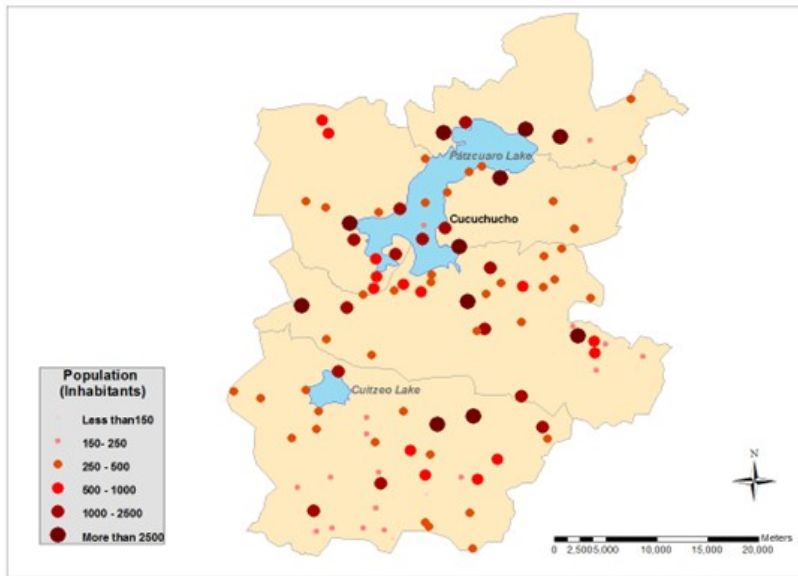 Pátzcuaro Lake
Cucuchucho
Population
(Inhabitants)
Less than150
150- 250
250 - 500
500 - 1000
1000 - 2500
More than 2500
Cuitzeo Lake
N
Meters
0 2,5005,000 10,000 15,000 20,000